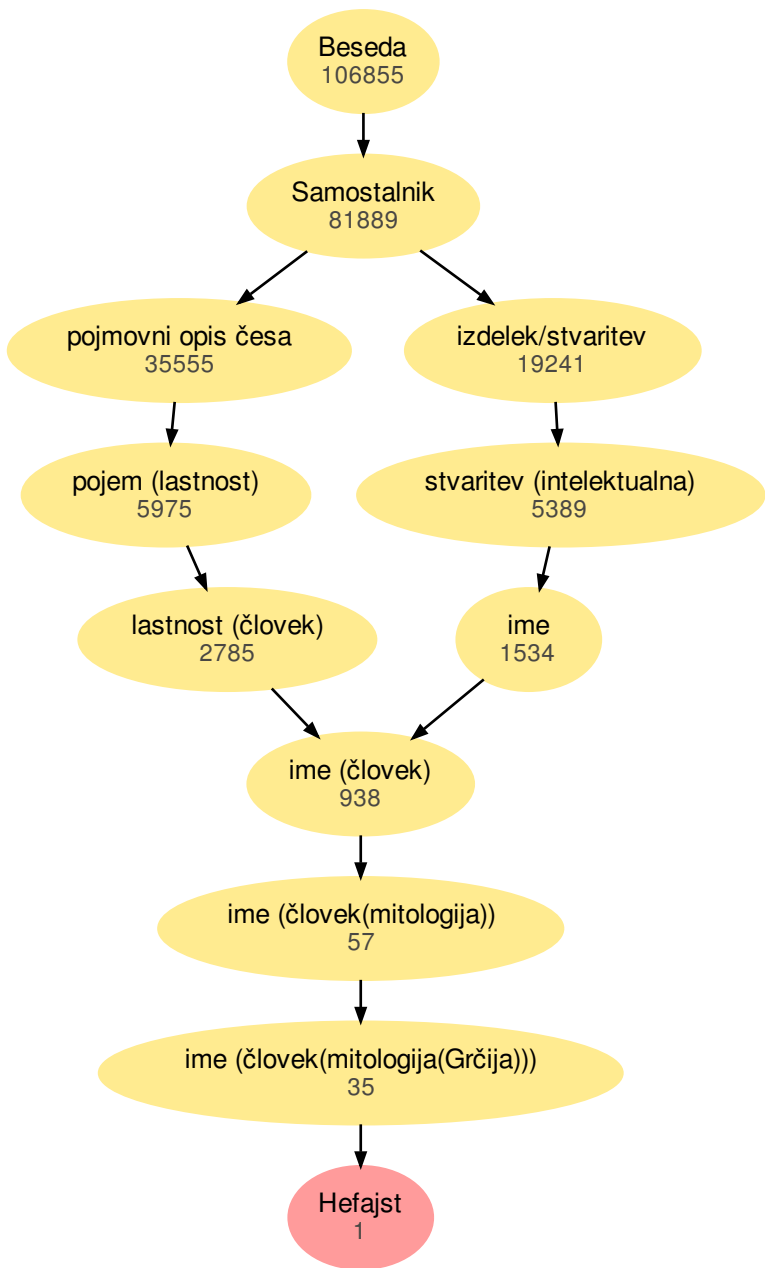 Beseda
106855
Samostalnik
81889
pojmovni opis česa
35555
izdelek/stvaritev
19241
pojem (lastnost)
5975
stvaritev (intelektualna)
5389
lastnost (človek)
2785
ime
1534
ime (človek)
938
ime (človek(mitologija))
57
ime (človek(mitologija(Grčija)))
35
Hefajst
1